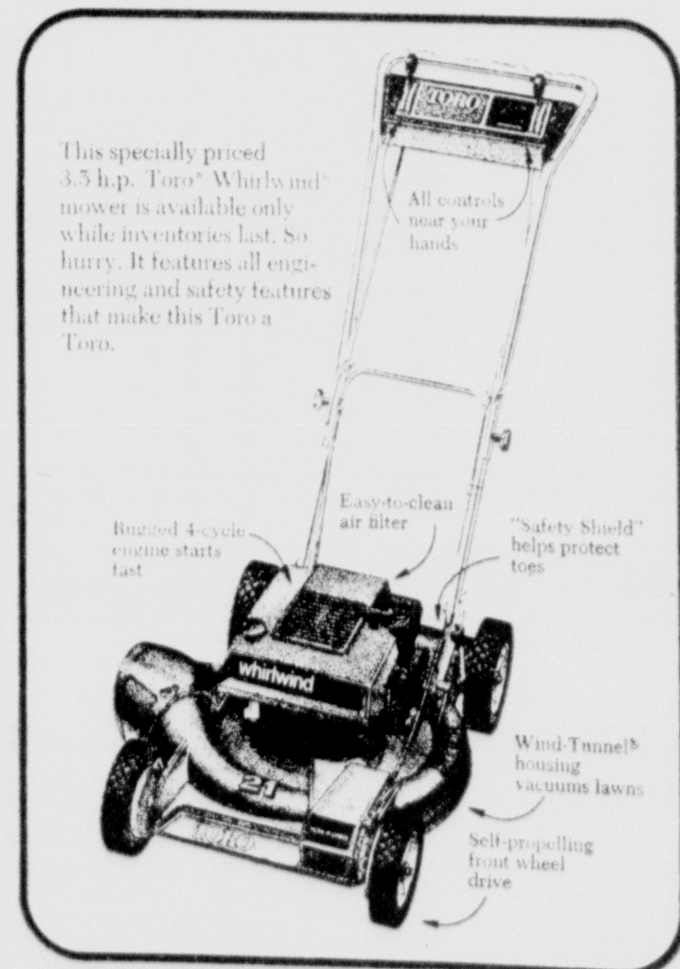 This specially priced
3.5 h.p. Toro® Whirlwind®
mower is available only
while inventories last. So
hurry. It features all engi-
neering and safety features
that make this Toro a
Toro.
TORO
All controls
near your
hands
Easy-to-clean
air filter
"Safety Shield"
helps protect
toes
Rugged 4-cycle
engine starts
fast
whirlwind
21
TORO
Wind-Tunnel®
housing
vacuums lawns
Self-propelling
front wheel
drive